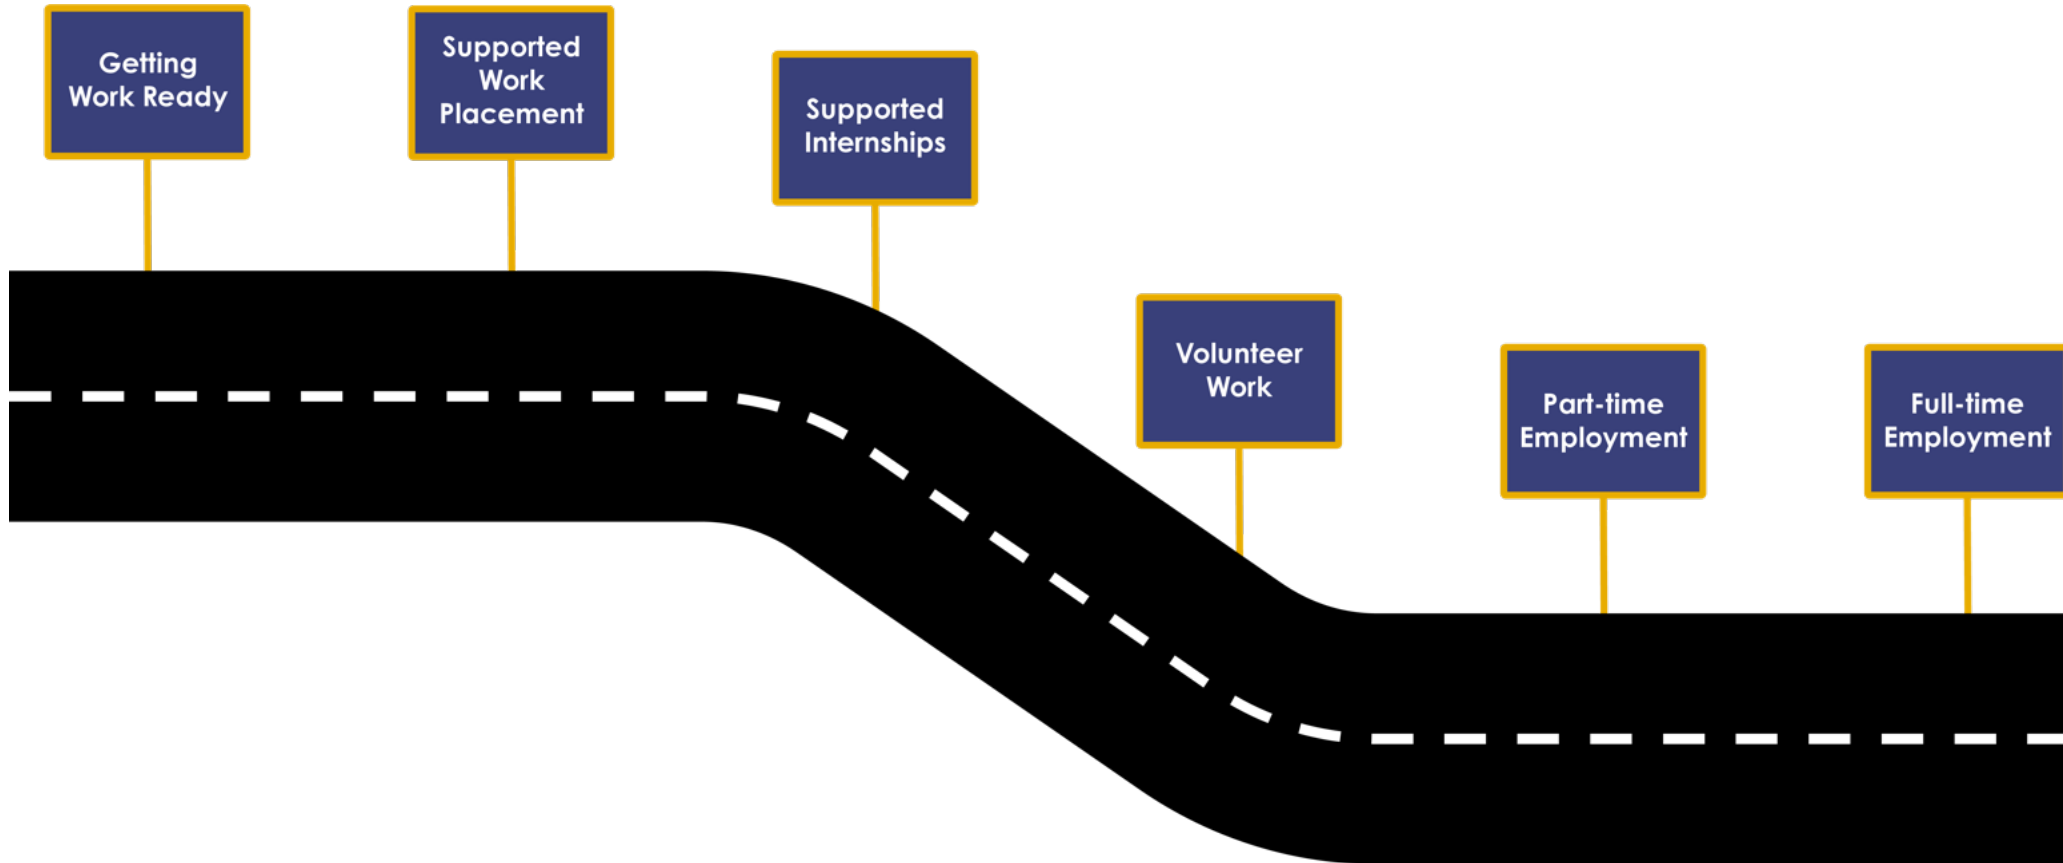 Getting
Work Ready
Supported
Work
Placement
Supported
Internships
Volunteer
Work
Part-time
Employment
Full-time
Employment